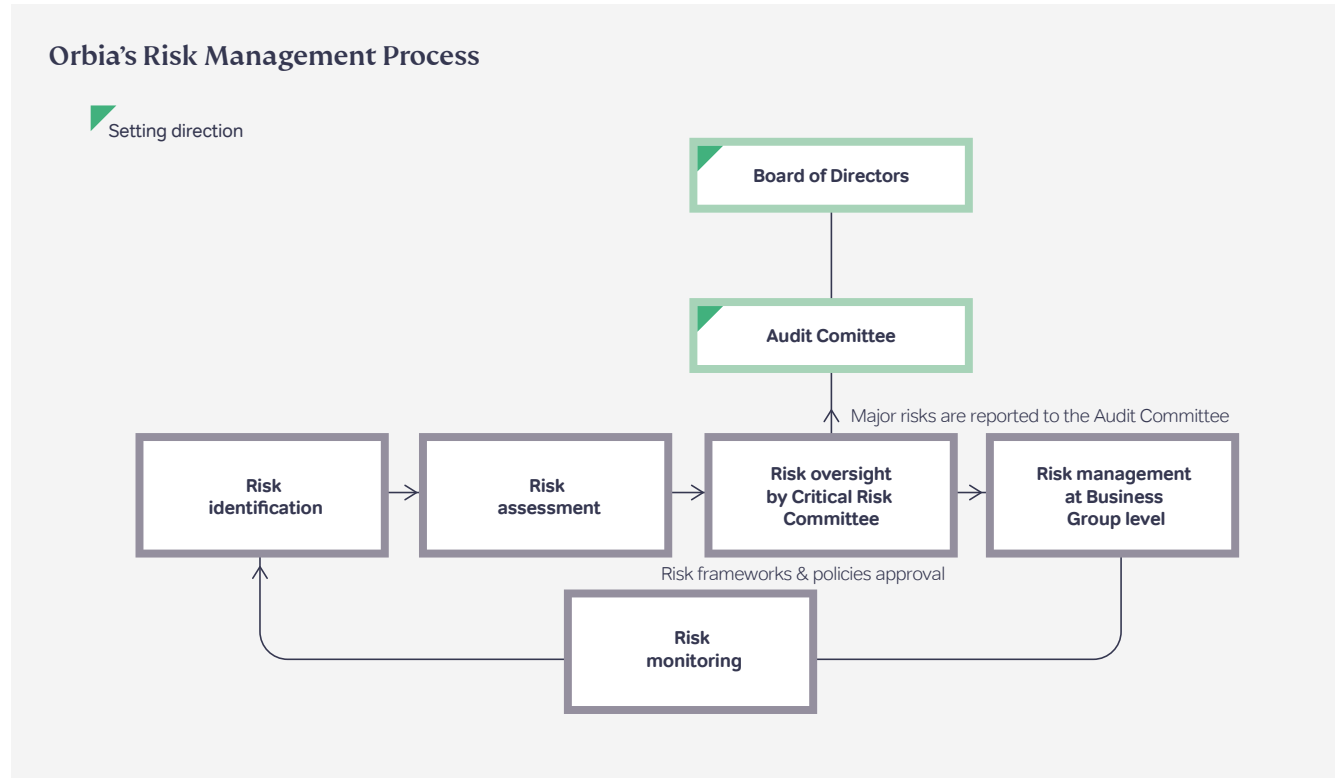 Orbia’s Risk Management Process
Setting direction
Board of Directors
Audit Comittee
Major risks are reported to the Audit Committee
Risk
identification
Risk
assessment
Risk oversight
by Critical Risk
Committee
Risk management
at Business
Group level
Risk frameworks & policies approval
Risk
monitoring